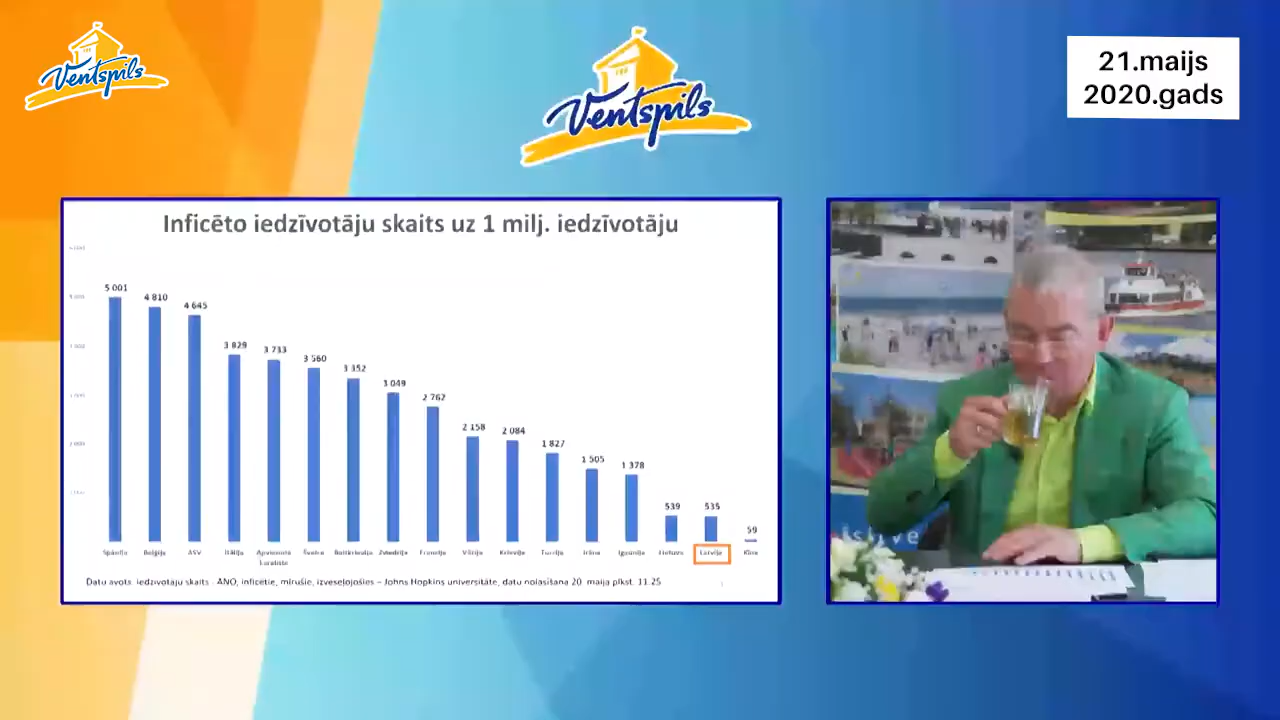 Ventspils
Ventspils
21.maijs
2020.gads
Inficēto iedzīvotāju skaits uz 1 milj. iedzīvotāju
5 001
4 810
4 645
3 829
3 733
3 560
3 352
3 049
2 762
2 158
2 084
1 827
1 505
1 378
539
535
59
Spānija
Beļģija
ASV
Itālija
Apvienotā
Karaliste
Šveice
Baltkrievija
Zviedrija
Francija
Vācija
Krievija
Turcija
Irāna
Igaunija
Lietuva
Latvija
Ķīna
Datu avots: iedzīvotāju skaits - ANO, inficētie, mirušie, izveseļojošies – Johns Hopkins universitāte, datu nolasīšana 20. maijā plkst. 11.25